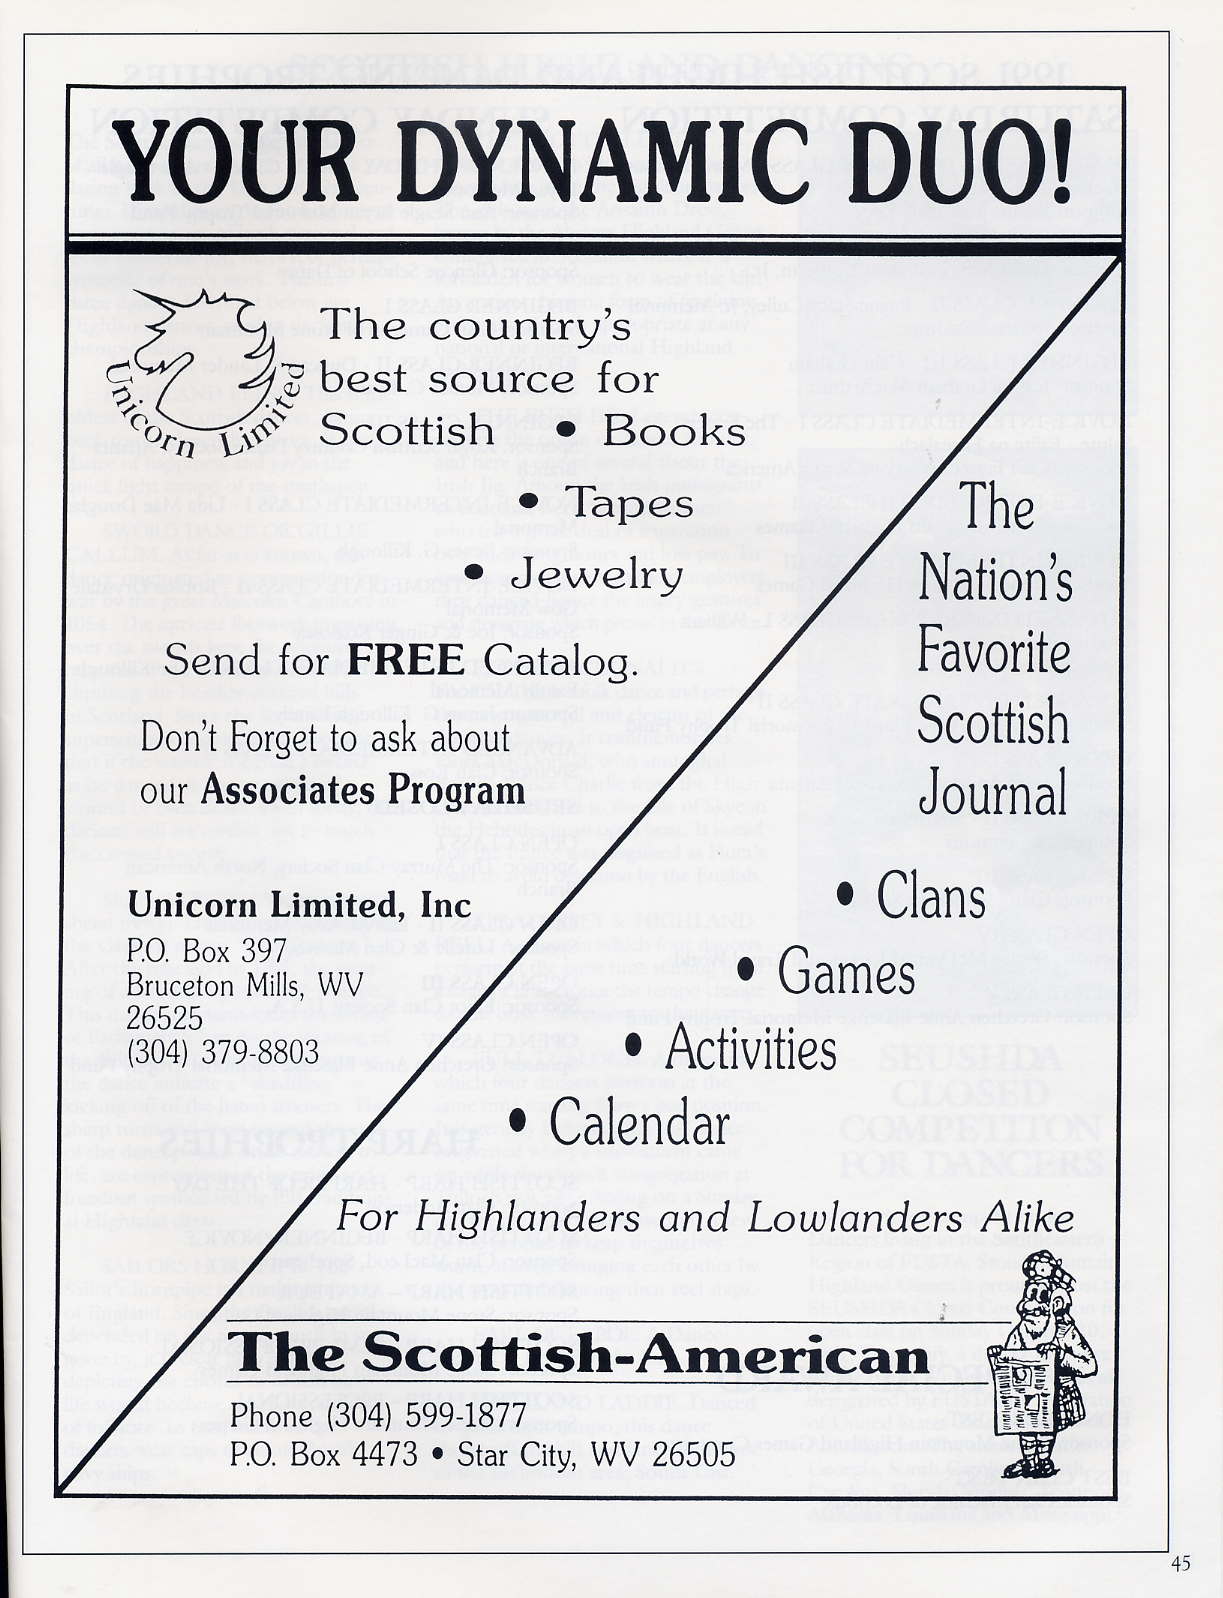 YOUR DYNAMIC DUO!
Unicorn Limited
The country's
best source for
Scottish • Books
• Tapes
• Jewelry
Send for FREE Catalog.
Don't Forget to ask about
our Associates Program
Unicorn Limited, Inc
P.O. Box 397
Bruceton Mills, WV
26525
(304) 379-8803
The
Nation's
Favorite
Scottish
Journal
• Clans
• Games
• Activities
• Calendar
For Highlanders and Lowlanders Alike
The Scottish-American
Phone (304) 599-1877
P.O. Box 4473 • Star City, WV 26505
45